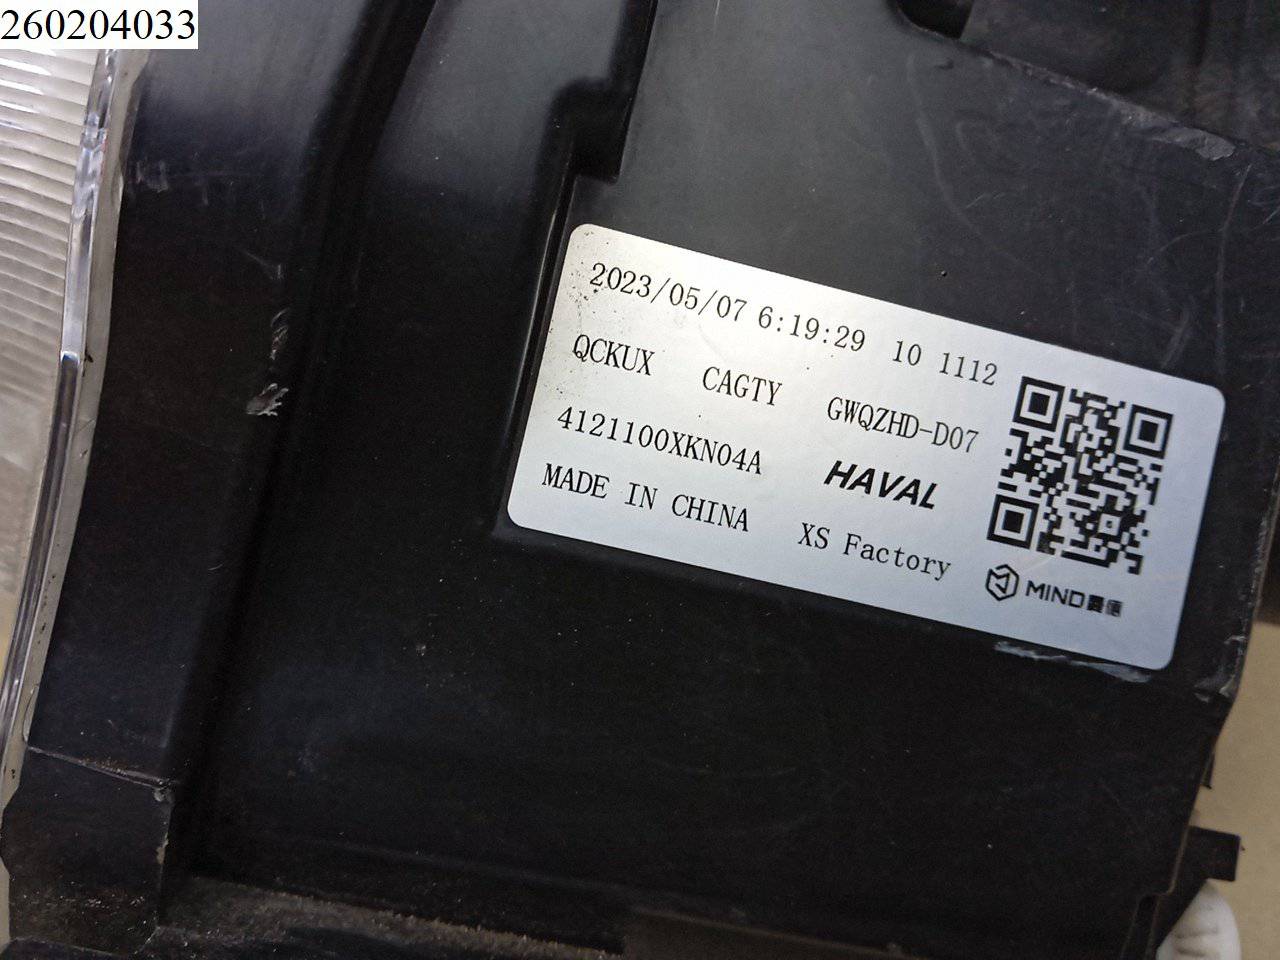 260204033
2023/05/07 6:19:29 10 1112
QCKUX CAGTY GWQZHD-D07
4121100XKN04A HAVAL
MADE IN CHINA XS Factory
MIND